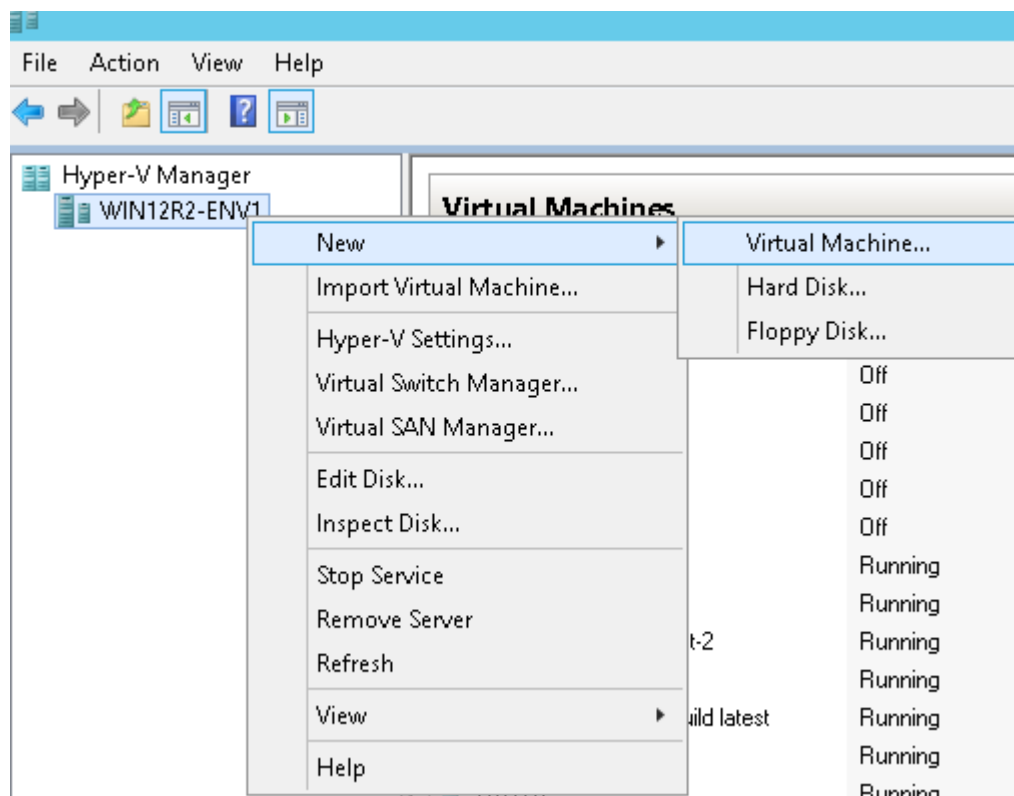 File Action View Help
Hyper-V Manager
WIN12R2-ENV1
Virtual Machines
New
Virtual Machine...
Import Virtual Machine...
Hard Disk...
Hyper-V Settings...
Floppy Disk...
Virtual Switch Manager...
Off
Virtual SAN Manager...
Off
Off
Edit Disk...
Off
Inspect Disk...
Off
Stop Service
Running
Remove Server
Running
t-2
Running
Refresh
Running
View
uild latest
Running
Help
Running
Running